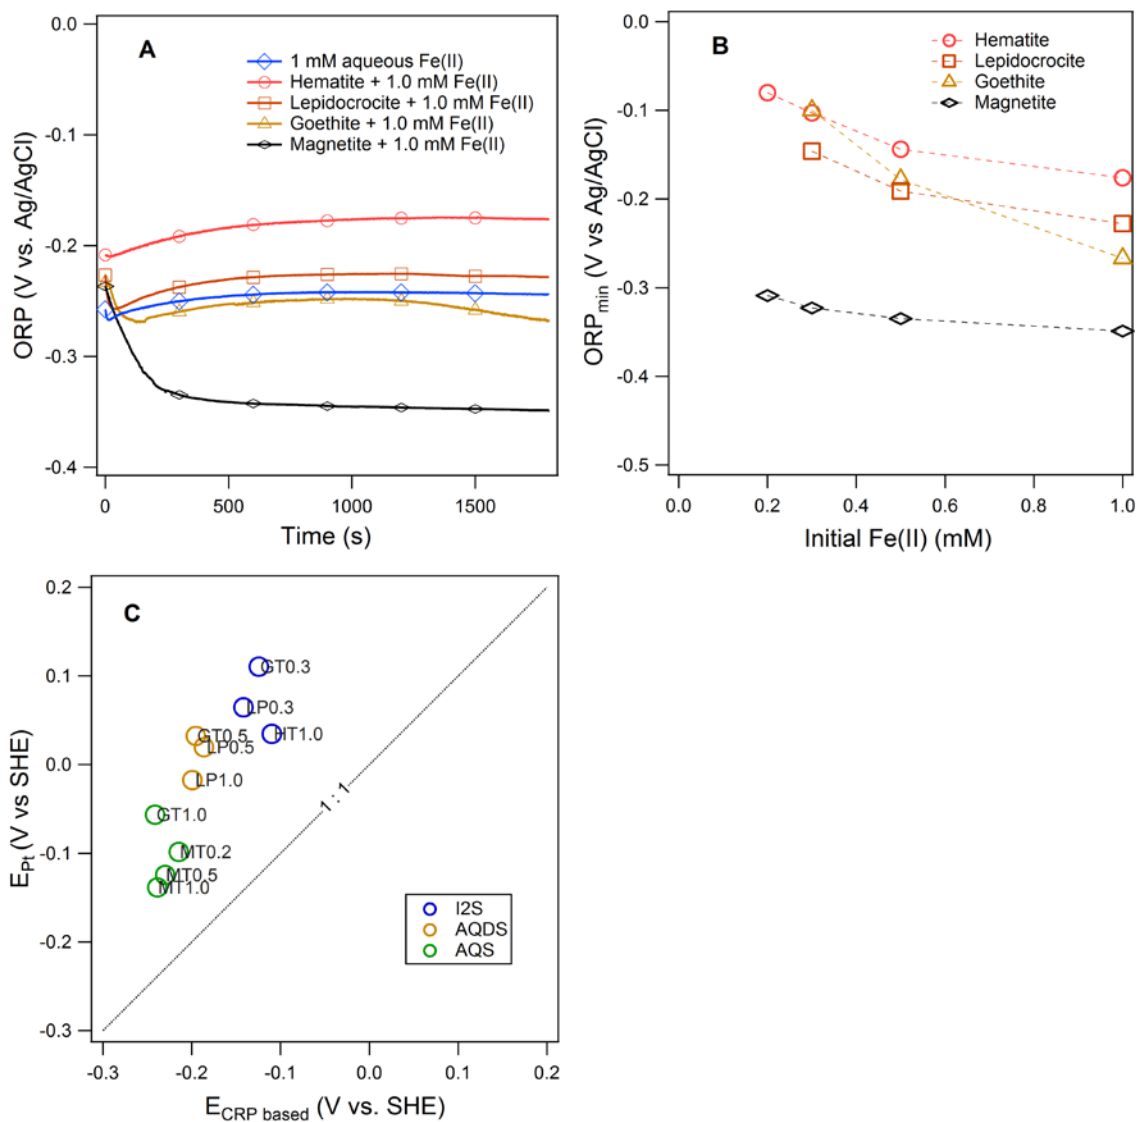 A
1 mM aqueous Fe(II)
Hematite + 1.0 mM Fe(II)
Lepidocrocite + 1.0 mM Fe(II)
Goethite + 1.0 mM Fe(II)
Magnetite + 1.0 mM Fe(II)
ORP (V vs. Ag/AgCl)
0.0
-0.1
-0.2
-0.3
-0.4
0 500 1000 1500
Time (s)
B
Hematite
Lepidocrocite
Goethite
Magnetite
ORPmin (V vs Ag/AgCl)
0.0
-0.1
-0.2
-0.3
-0.4
-0.5
0.0 0.2 0.4 0.6 0.8 1.0
Initial Fe(II) (mM)
C
EPt (V vs SHE)
0.2
0.1
0.0
-0.1
-0.2
-0.3
GT0.3
LP0.3
HT1.0
GT0.5
LP0.5
LP1.0
GT1.0
MT0.2
MT0.5
MT1.0
1 : 1
I2S
AQDS
AQS
-0.3 -0.2 -0.1 0.0 0.1 0.2
ECRP based (V vs. SHE)